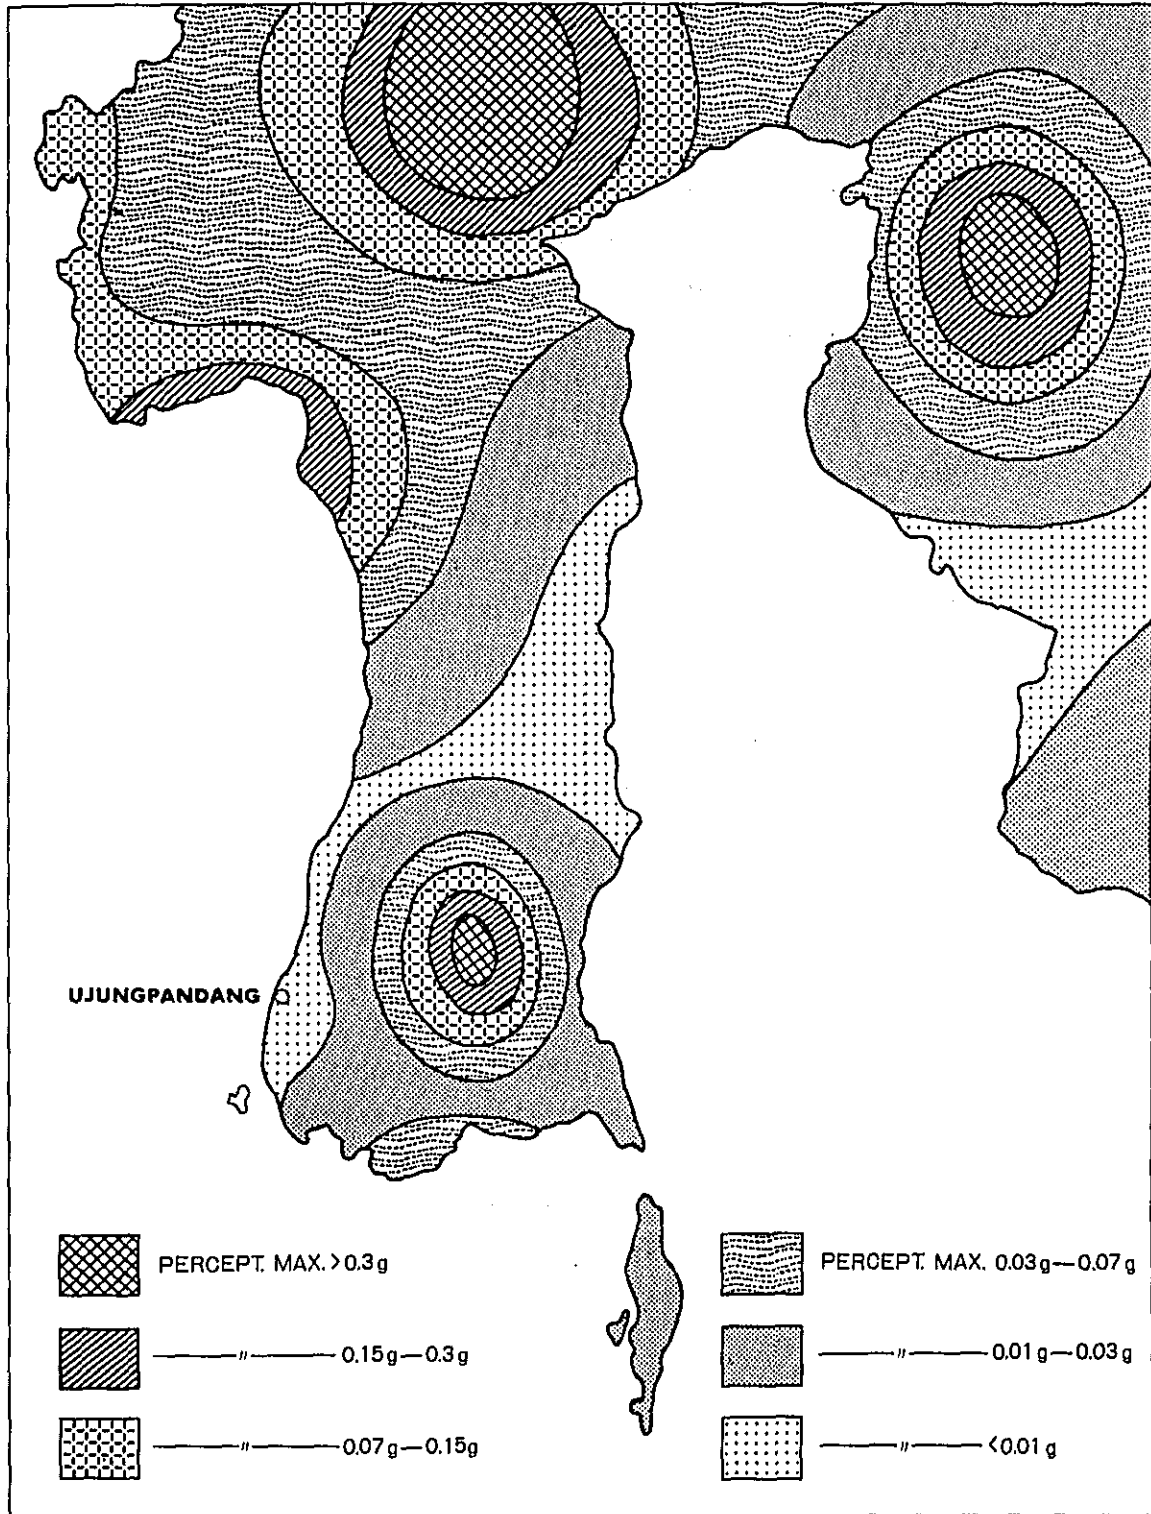 UJUNGPANDANG
PERCEPT. MAX. >0.3 g
—〃— 0.15 g—0.3 g
—〃— 0.07 g—0.15g
PERCEPT. MAX. 0.03 g—0.07 g
—〃— 0.01 g—0.03 g
—〃— <0.01 g